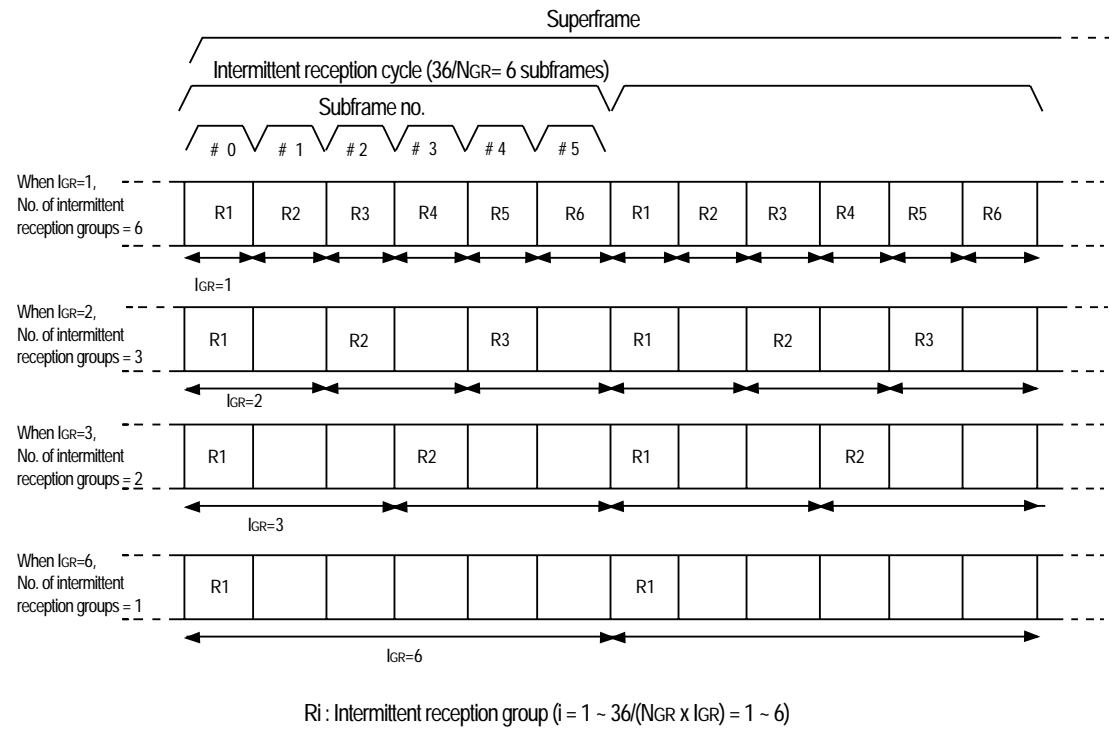 Superframe
Intermittent reception cycle (36/NGR= 6 subframes)
Subframe no.
# 0 # 1 # 2 # 3 # 4 # 5
When IGR=1,
No. of intermittent
reception groups = 6
R1 R2 R3 R4 R5 R6 R1 R2 R3 R4 R5 R6
IGR=1
When IGR=2,
No. of intermittent
reception groups = 3
R1 R2 R3 R1 R2 R3
IGR=2
When IGR=3,
No. of intermittent
reception groups = 2
R1 R2 R1 R2
IGR=3
When IGR=6,
No. of intermittent
reception groups = 1
R1 R1
IGR=6
Ri : Intermittent reception group (i = 1 ~ 36/(NGR x IGR) = 1 ~ 6)